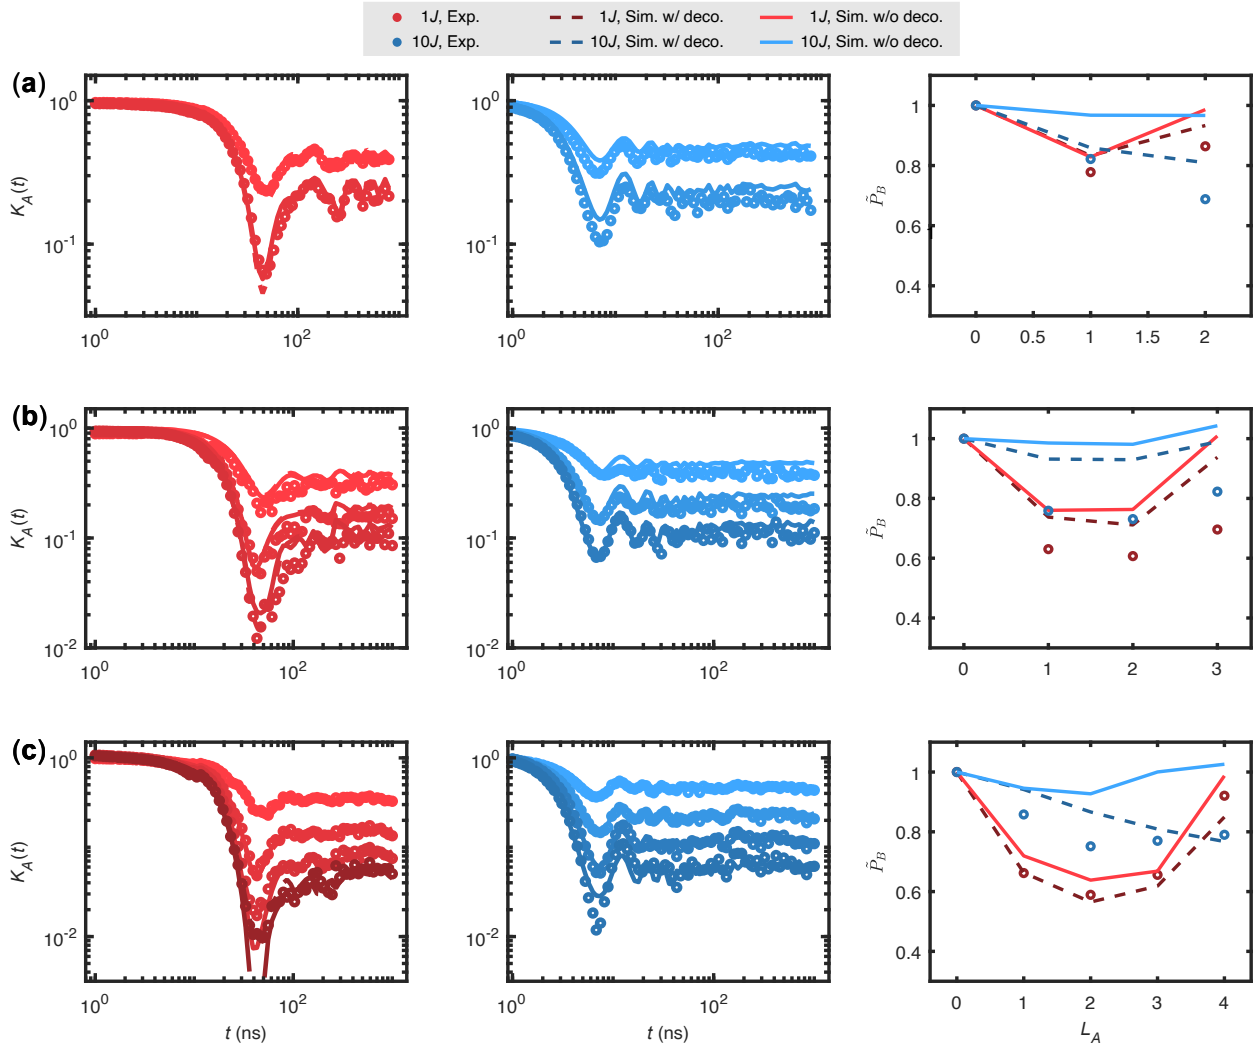 1J, Exp. 1J, Sim. w/ deco. 1J, Sim. w/o deco.
10J, Exp. 10J, Sim. w/ deco. 10J, Sim. w/o deco.
(a)
K_A(t)
10^0
10^-1
10^0 10^2
10^0
10^-1
10^0 10^2
P̃_B
1
0.8
0.6
0.4
0 0.5 1 1.5 2
(b)
K_A(t)
10^0
10^-1
10^-2
10^0 10^2
10^0
10^-1
10^-2
10^0 10^2
P̃_B
1
0.8
0.6
0.4
0 1 2 3
(c)
K_A(t)
10^0
10^-2
10^0 10^2
t (ns)
10^0
10^-2
10^0 10^2
t (ns)
P̃_B
1
0.8
0.6
0.4
0 1 2 3 4
L_A